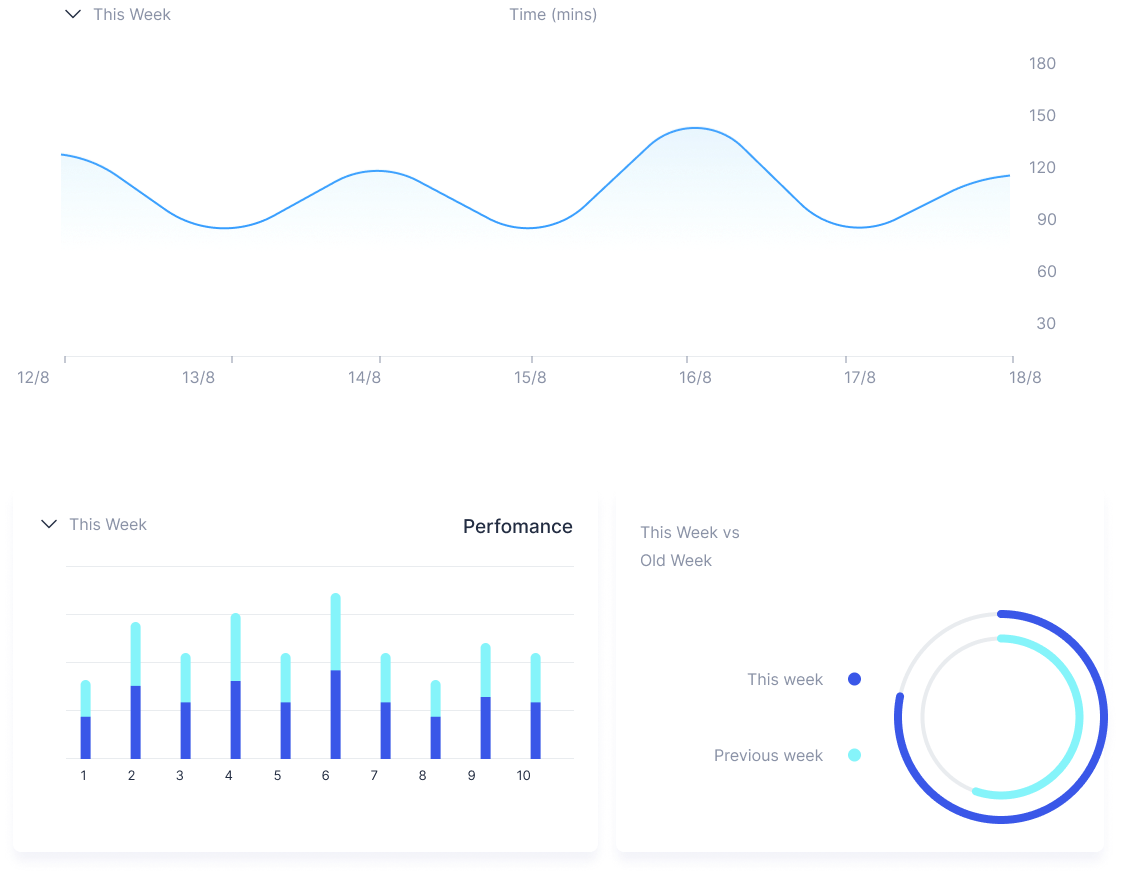 This Week
Time (mins)
180
150
120
90
60
30
12/8 13/8 14/8 15/8 16/8 17/8 18/8
This Week
Perfomance
1 2 3 4 5 6 7 8 9 10
This Week vs
Old Week
This week
Previous week